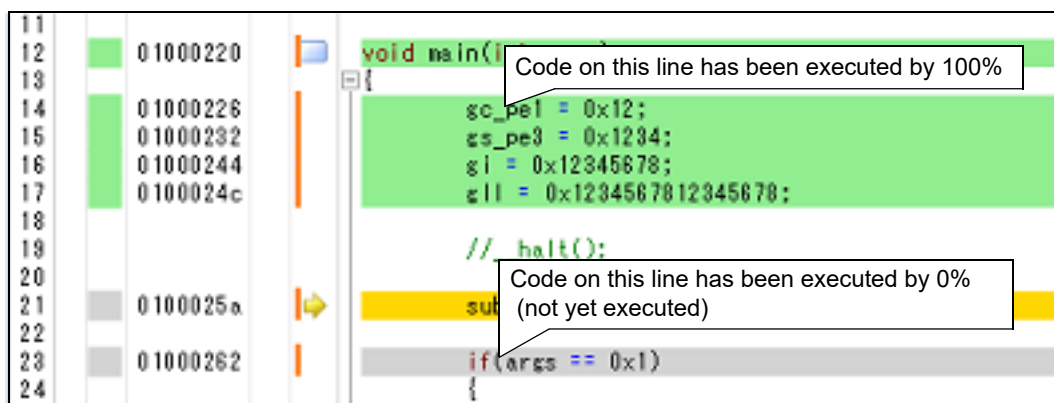 11
12 01000220 void main(i
Code on this line has been executed by 100%
13 {
14 01000226 gc_pe1 = 0x12;
15 01000232 gs_pe3 = 0x1234;
16 01000244 gi = 0x12345678;
17 0100024c gll = 0x1234567812345678;
18
19 //__halt();
20
Code on this line has been executed by 0%
(not yet executed)
21 0100025a sub
22
23 01000262 if(args == 0x1)
24 {